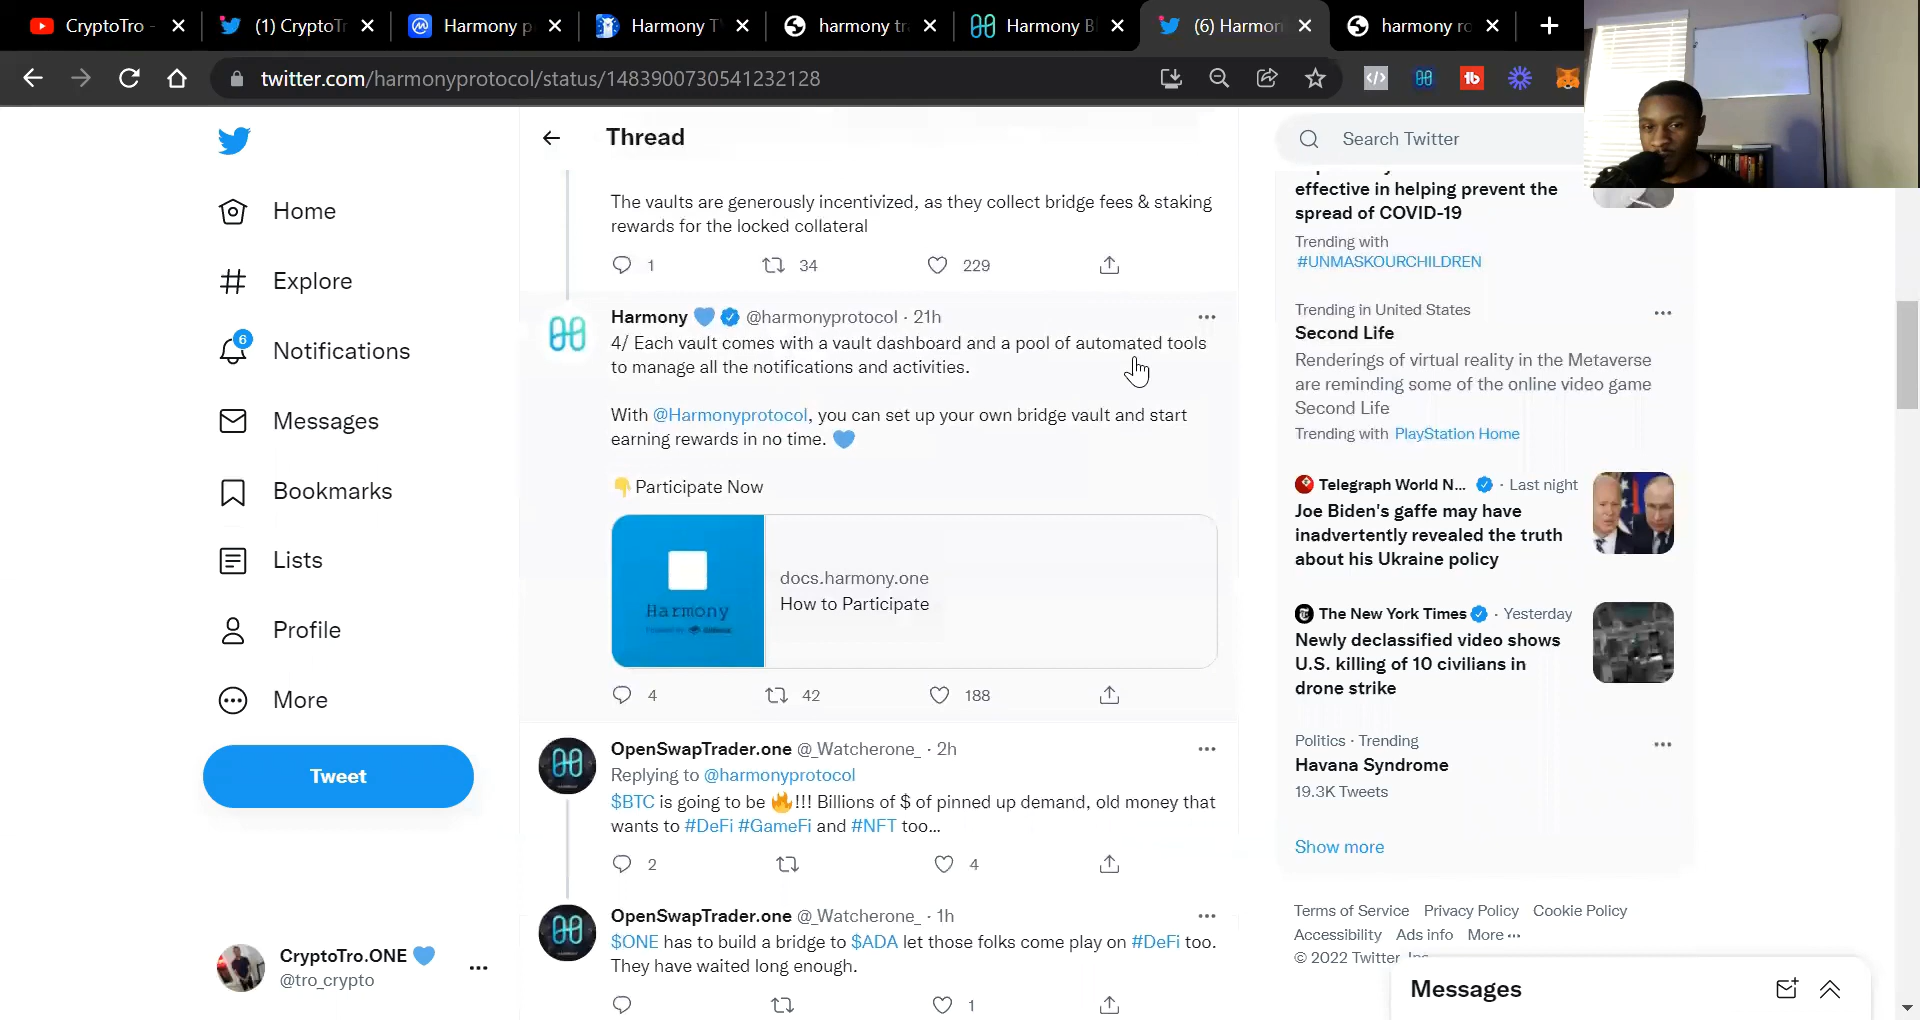 CryptoTro -
(1) CryptoT
Harmony p
Harmony T
harmony tr
Harmony B
(6) Harmon
harmony ro
twitter.com/harmonyprotocol/status/1483900730541232128
Thread
Search Twitter
Home
Explore
6
Notifications
Messages
Bookmarks
Lists
Profile
More
Tweet
CryptoTro.ONE
@tro_crypto
The vaults are generously incentivized, as they collect bridge fees & staking
rewards for the locked collateral
1 34 229
Harmony @harmonyprotocol · 21h
4/ Each vault comes with a vault dashboard and a pool of automated tools
to manage all the notifications and activities.
With @Harmonyprotocol, you can set up your own bridge vault and start
earning rewards in no time.
Participate Now
Harmony
docs.harmony.one
How to Participate
4 42 188
OpenSwapTrader.one @_Watcherone_ · 2h
Replying to @harmonyprotocol
$BTC is going to be 🔥!!! Billions of $ of pinned up demand, old money that
wants to #DeFi #GameFi and #NFT too...
2 4
OpenSwapTrader.one @_Watcherone_ · 1h
$ONE has to build a bridge to $ADA let those folks come play on #DeFi too.
They have waited long enough.
1
effective in helping prevent the
spread of COVID-19
Trending with
#UNMASKOURCHILDREN
Trending in United States
Second Life
Renderings of virtual reality in the Metaverse
are reminding some of the online video game
Second Life
Trending with PlayStation Home
Telegraph World N... · Last night
Joe Biden's gaffe may have
inadvertently revealed the truth
about his Ukraine policy
The New York Times · Yesterday
Newly declassified video shows
U.S. killing of 10 civilians in
drone strike
Politics · Trending
Havana Syndrome
19.3K Tweets
Show more
Terms of Service Privacy Policy Cookie Policy
Accessibility Ads info More ···
© 2022 Twitter, Inc.
Messages